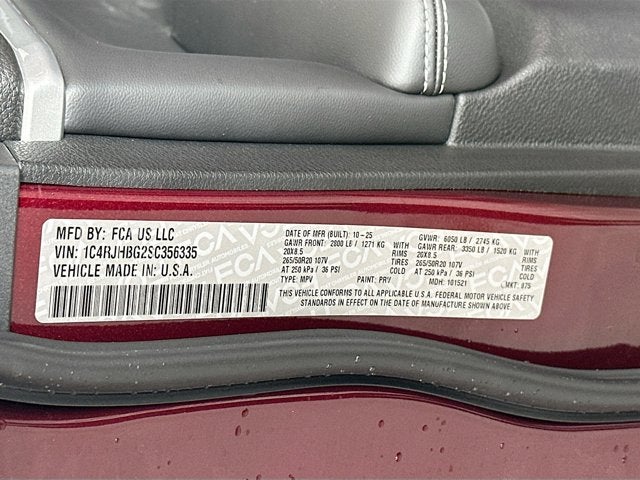 MFD BY: FCA US LLC
VIN: 1C4RJHBG2SC356335
VEHICLE MADE IN: U.S.A.
DATE OF MFR (BUILT): 10-25
GAWR FRONT: 2800 LB / 1271 KG
20X8.5 RIMS
265/50R20 107V TIRES
AT 250 kPa / 36 PSI COLD
TYPE: MPV PAINT: PRV
GVWR: 6050 LB / 2745 KG
GAWR REAR: 3350 LB / 1520 KG
20X8.5 RIMS
265/50R20 107V TIRES
AT 250 kPa / 36 PSI COLD
MDH: 101521 MKT: 875
THIS VEHICLE CONFORMS TO ALL APPLICABLE U.S.A. FEDERAL MOTOR VEHICLE SAFETY
STANDARDS IN EFFECT ON THE DATE OF MANUFACTURE SHOWN ABOVE